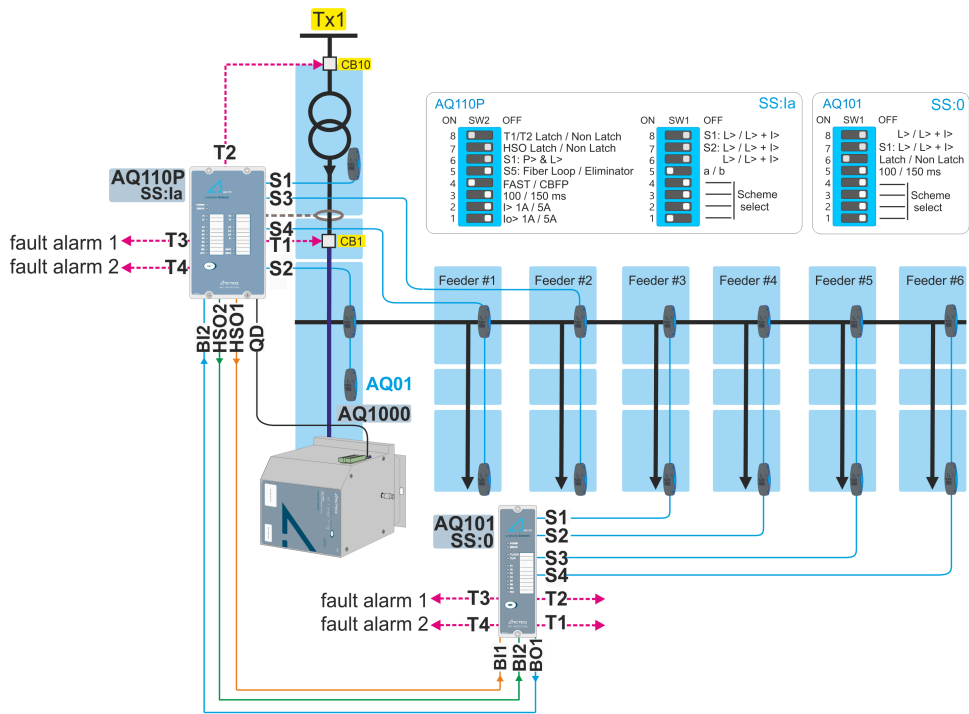 Tx1
CB10
T2
AQ110P
SS:Ia
S1
S3
S4
T1
CB1
S2
fault alarm 1
T3
fault alarm 2
T4
BI2
HSO2
HSO1
QD
AQ01
AQ1000
AQ110P SS:Ia
ON SW2 OFF
8 T1/T2 Latch / Non Latch
7 HSO Latch / Non Latch
6 S1: P> & L>
5 S5: Fiber Loop / Eliminator
4 FAST / CBFP
3 100 / 150 ms
2 I> 1A / 5A
1 Io> 1A / 5A
ON SW1 OFF
8 S1: L> / L> + I>
7 S2: L> / L> + I>
6 L> / L> + I>
5 a / b
4
3 Scheme
2 select
1
AQ101 SS:0
ON SW1 OFF
8 L> / L> + I>
7 S1: L> / L> + I>
6 Latch / Non Latch
5 100 / 150 ms
4
3 Scheme
2 select
1
Feeder #1
Feeder #2
Feeder #3
Feeder #4
Feeder #5
Feeder #6
AQ101
SS:0
S1
S2
S3
S4
fault alarm 1
T3
T2
fault alarm 2
T4
T1
BI1
BI2
BO1